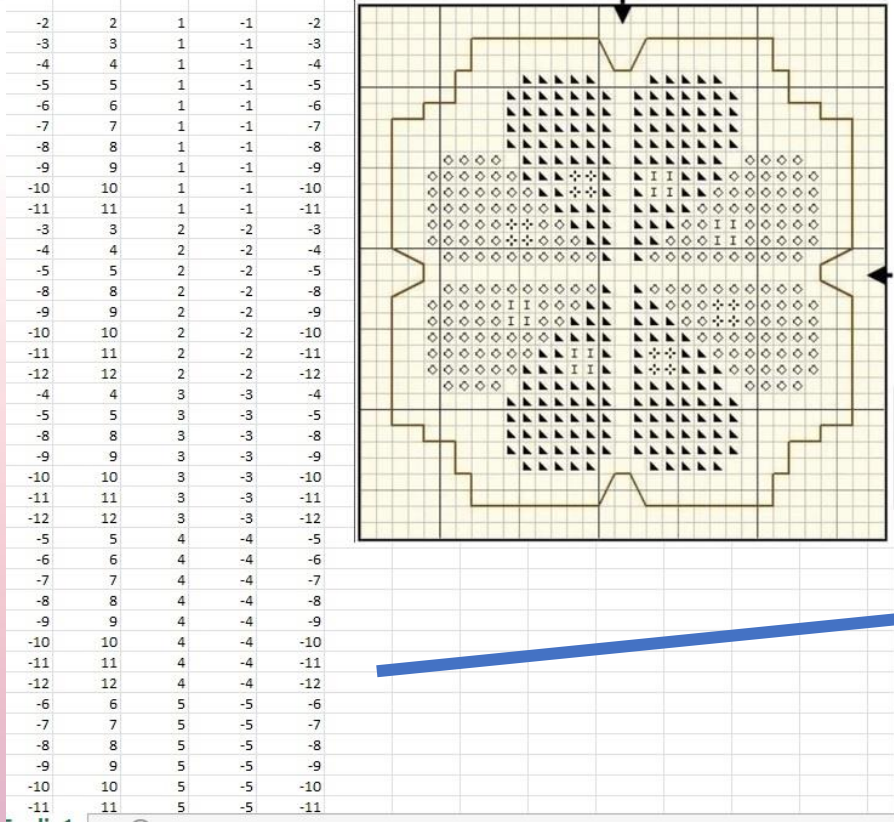 -2 2 1 -1 -2
-3 3 1 -1 -3
-4 4 1 -1 -4
-5 5 1 -1 -5
-6 6 1 -1 -6
-7 7 1 -1 -7
-8 8 1 -1 -8
-9 9 1 -1 -9
-10 10 1 -1 -10
-11 11 1 -1 -11
-3 3 2 -2 -3
-4 4 2 -2 -4
-5 5 2 -2 -5
-8 8 2 -2 -8
-9 9 2 -2 -9
-10 10 2 -2 -10
-11 11 2 -2 -11
-12 12 2 -2 -12
-4 4 3 -3 -4
-5 5 3 -3 -5
-8 8 3 -3 -8
-9 9 3 -3 -9
-10 10 3 -3 -10
-11 11 3 -3 -11
-12 12 3 -3 -12
-5 5 4 -4 -5
-6 6 4 -4 -6
-7 7 4 -4 -7
-8 8 4 -4 -8
-9 9 4 -4 -9
-10 10 4 -4 -10
-11 11 4 -4 -11
-12 12 4 -4 -12
-6 6 5 -5 -6
-7 7 5 -5 -7
-8 8 5 -5 -8
-9 9 5 -5 -9
-10 10 5 -5 -10
-11 11 5 -5 -11